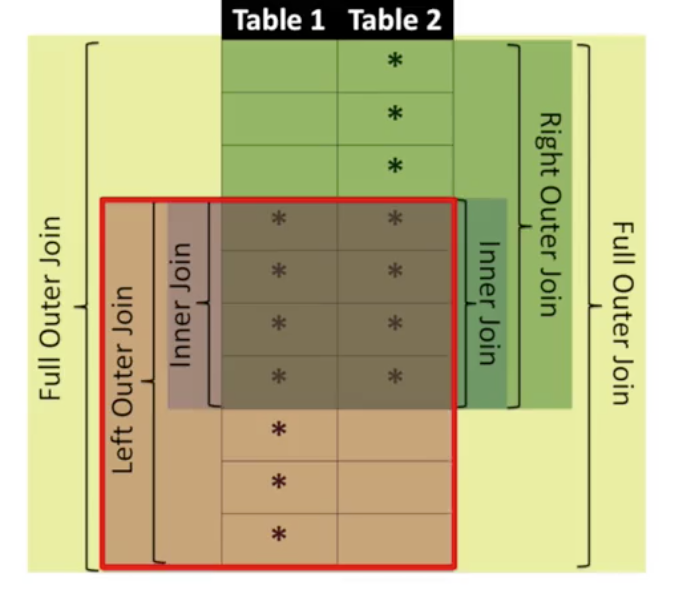 Table 1 Table 2
*
*
*
* *
* *
* *
* *
*
*
*
Full Outer Join
Left Outer Join
Inner Join
Inner Join
Right Outer Join
Full Outer Join